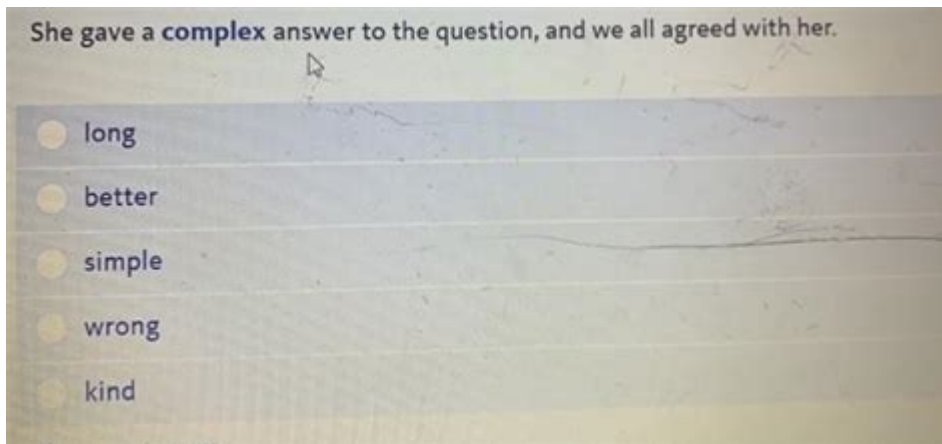 She gave a complex answer to the question, and we all agreed with her.
long
better
simple
wrong
kind